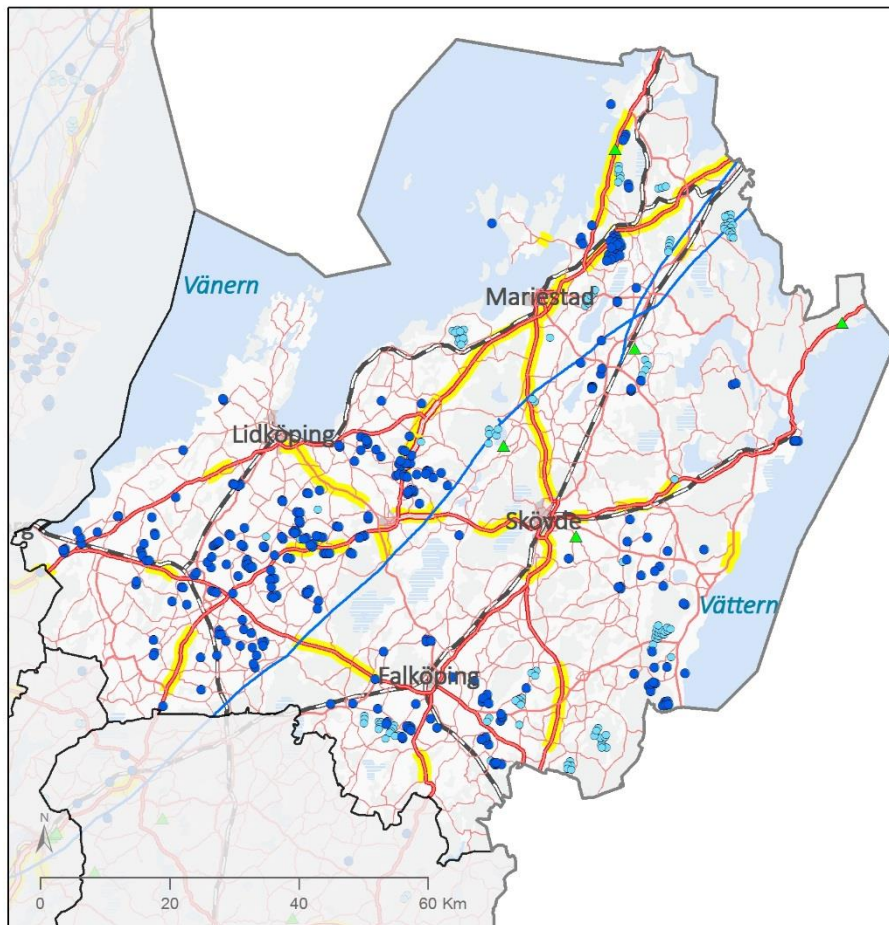 Vänern
Mariestad
Lidköping
Skövde
Vättern
Falköping
N
0 20 40 60 Km